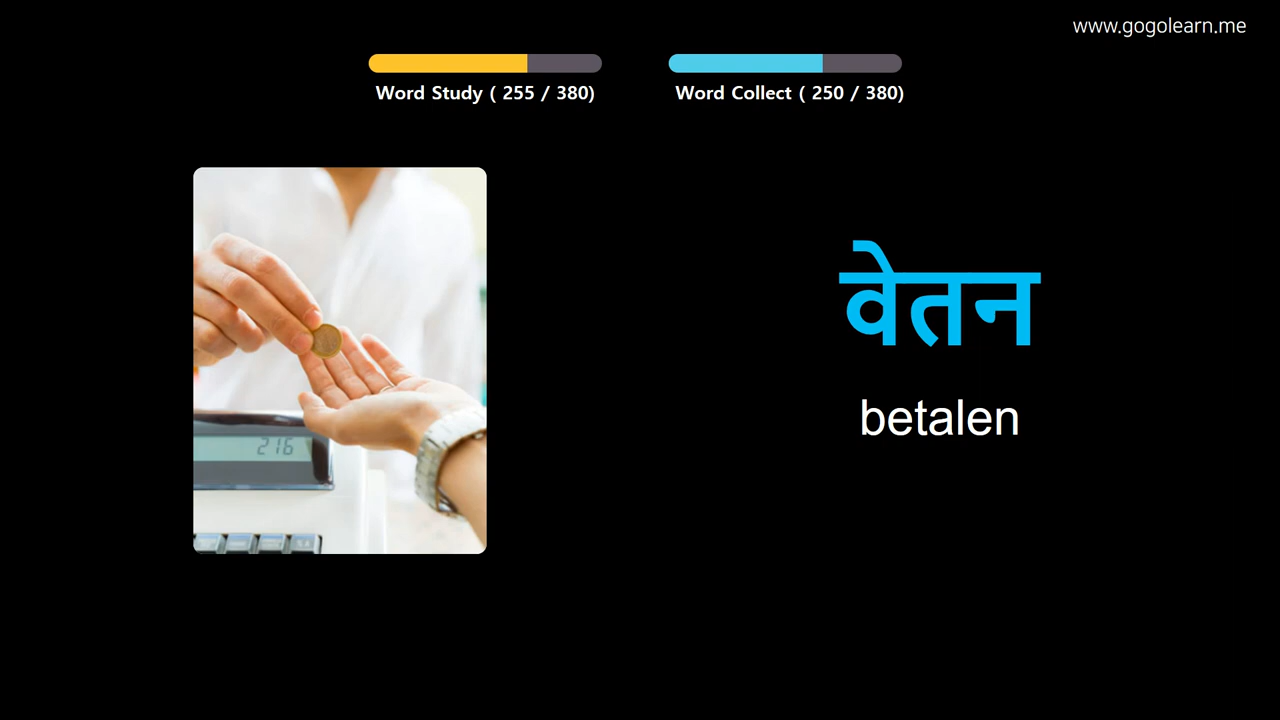 www.gogolearn.me
Word Study ( 255 / 380)
Word Collect ( 250 / 380)
वेतन
betalen
216